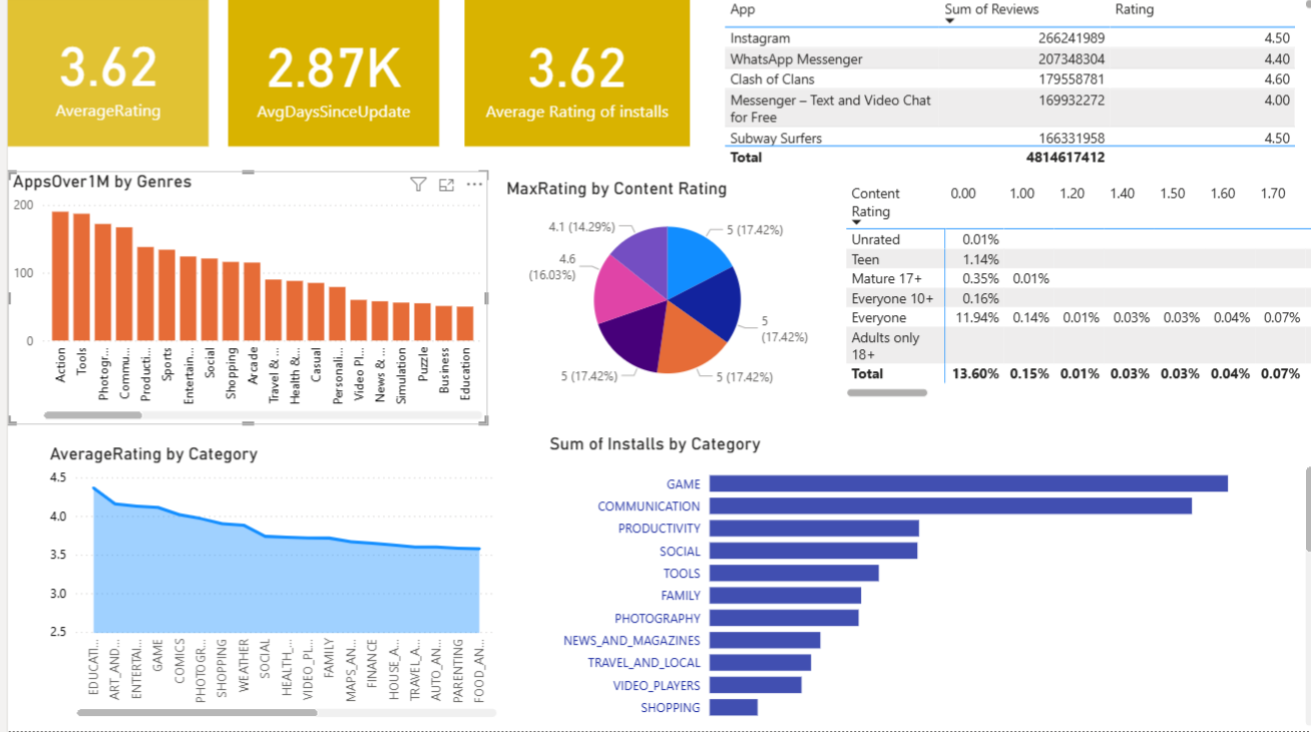 3.62
AverageRating
2.87K
AvgDaysSinceUpdate
3.62
Average Rating of installs
App Sum of Reviews Rating
Instagram 266241989 4.50
WhatsApp Messenger 207348304 4.40
Clash of Clans 179558781 4.60
Messenger – Text and Video Chat 169932272 4.00
for Free
Subway Surfers 166331958 4.50
Total 4814617412
AppsOver1M by Genres
200
100
0
Action
Tools
Photogr...
Commu...
Producti...
Sports
Entertain...
Social
Shopping
Arcade
Travel & ...
Health &...
Casual
Personali...
Video Pl...
News & ...
Simulation
Puzzle
Business
Education
MaxRating by Content Rating
4.1 (14.29%)
5 (17.42%)
4.6
(16.03%)
5
(17.42%)
5 (17.42%)
5 (17.42%)
Content 0.00 1.00 1.20 1.40 1.50 1.60 1.70
Rating
Unrated 0.01%
Teen 1.14%
Mature 17+ 0.35% 0.01%
Everyone 10+ 0.16%
Everyone 11.94% 0.14% 0.01% 0.03% 0.03% 0.04% 0.07%
Adults only
18+
Total 13.60% 0.15% 0.01% 0.03% 0.03% 0.04% 0.07%
AverageRating by Category
4.5
4.0
3.5
3.0
2.5
EDUCATI...
ART_AND...
ENTERTAI...
GAME
COMICS
PHOTOGR...
SHOPPING
WEATHER
SOCIAL
HEALTH_...
VIDEO_PL...
FAMILY
MAPS_AN...
FINANCE
HOUSE_A...
TRAVEL_A...
AUTO_AN...
PARENTING
FOOD_AN...
Sum of Installs by Category
GAME
COMMUNICATION
PRODUCTIVITY
SOCIAL
TOOLS
FAMILY
PHOTOGRAPHY
NEWS_AND_MAGAZINES
TRAVEL_AND_LOCAL
VIDEO_PLAYERS
SHOPPING